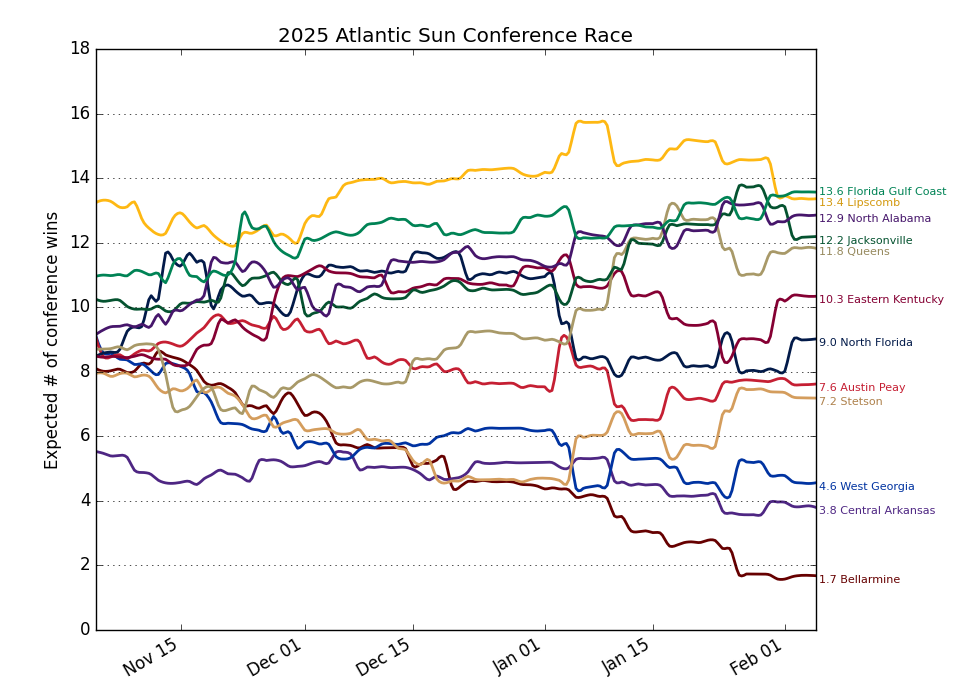 2025 Atlantic Sun Conference Race
Expected # of conference wins
18
16
14
12
10
8
6
4
2
0
Nov 15
Dec 01
Dec 15
Jan 01
Jan 15
Feb 01
13.6 Florida Gulf Coast
13.4 Lipscomb
12.9 North Alabama
12.2 Jacksonville
11.8 Queens
10.3 Eastern Kentucky
9.0 North Florida
7.6 Austin Peay
7.2 Stetson
4.6 West Georgia
3.8 Central Arkansas
1.7 Bellarmine